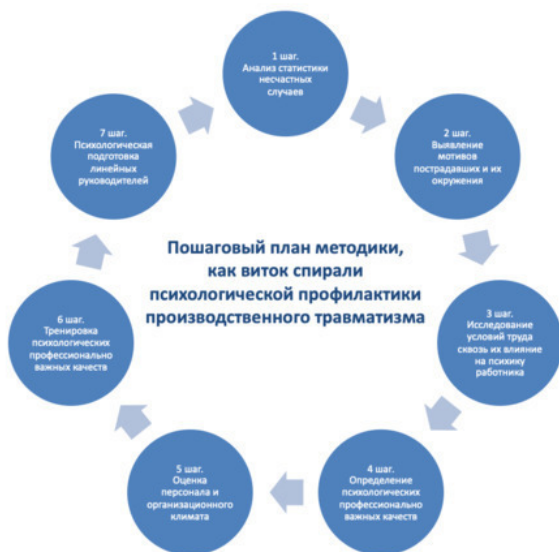 1 шаг.
Анализ статистики
несчастных
случаев
2 шаг.
Выявление
мотивов
пострадавших и их
окружения
3 шаг.
Исследование
условий труда
сквозь их влияние
на психику
работника
4 шаг.
Определение
психологических
профессионально
важных качеств
5 шаг.
Оценка
персонала и
организационного
климата
6 шаг.
Тренировка
психологических
профессионально
важных качеств
7 шаг.
Психологическая
подготовка
линейных
руководителей
Пошаговый план методики,
как виток спирали
психологической профилактики
производственного травматизма